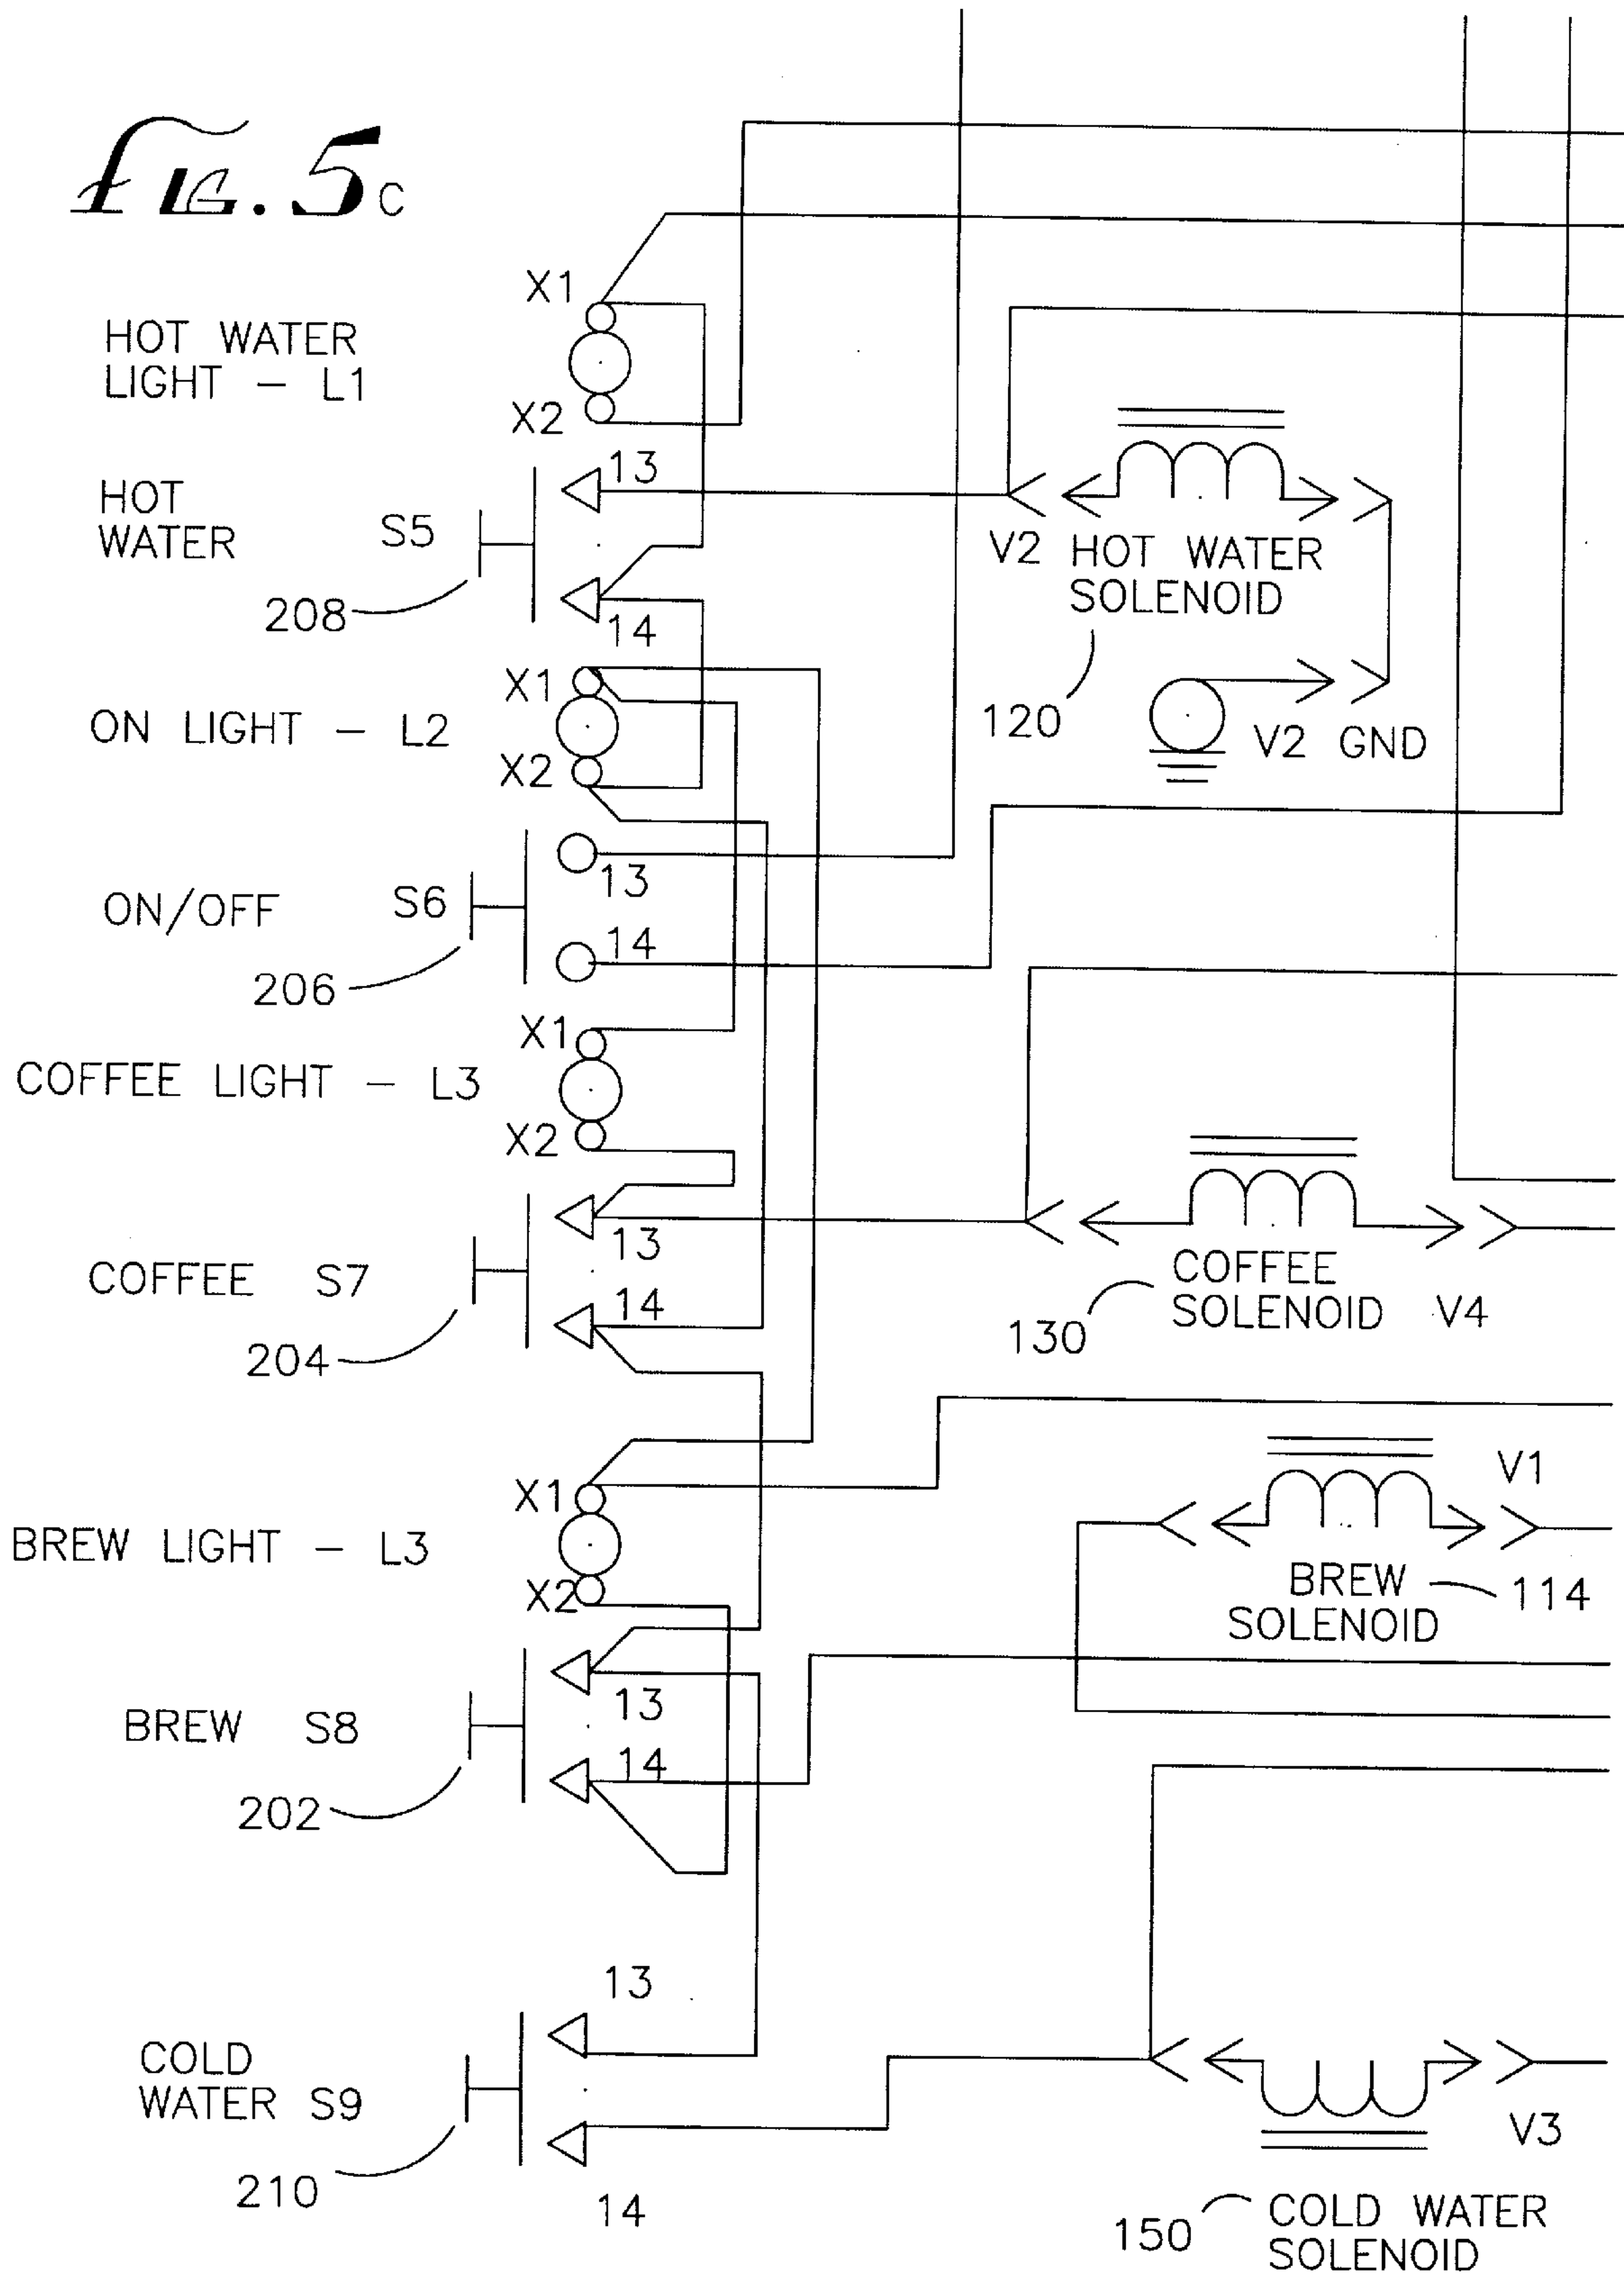 FIG. 5C
X1
HOT WATER
LIGHT - L1
X2
13
HOT
WATER
S5
208
14
V2 HOT WATER
SOLENOID
120
V2 GND
X1
ON LIGHT - L2
X2
13
ON/OFF S6
14
206
X1
COFFEE LIGHT - L3
X2
13
COFFEE S7
14
204
COFFEE
SOLENOID V4
130
X1
BREW LIGHT - L3
X2
V1
BREW
SOLENOID
114
13
BREW S8
14
202
13
COLD
WATER S9
210
14
V3
150
COLD WATER
SOLENOID